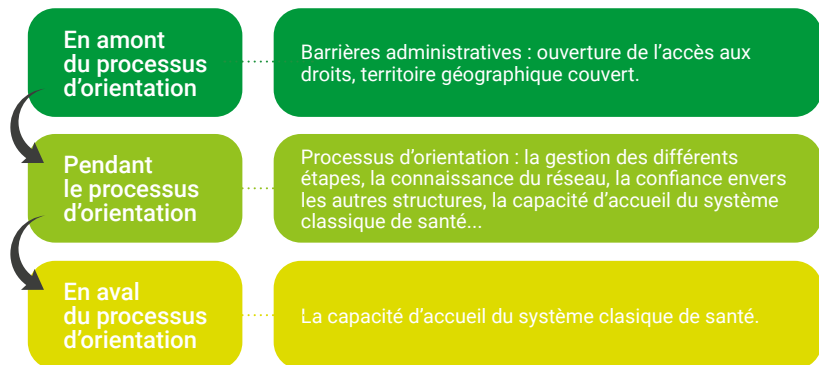 En amont
du processus
d'orientation
Barrières administratives : ouverture de l'accès aux
droits, territoire géographique couvert.
Pendant
le processus
d'orientation
Processus d'orientation : la gestion des différents
étapes, la connaissance du réseau, la confiance envers
les autres structures, la capacité d'accueil du système
classique de santé...
En aval
du processus
d'orientation
La capacité d'accueil du système clasique de santé.